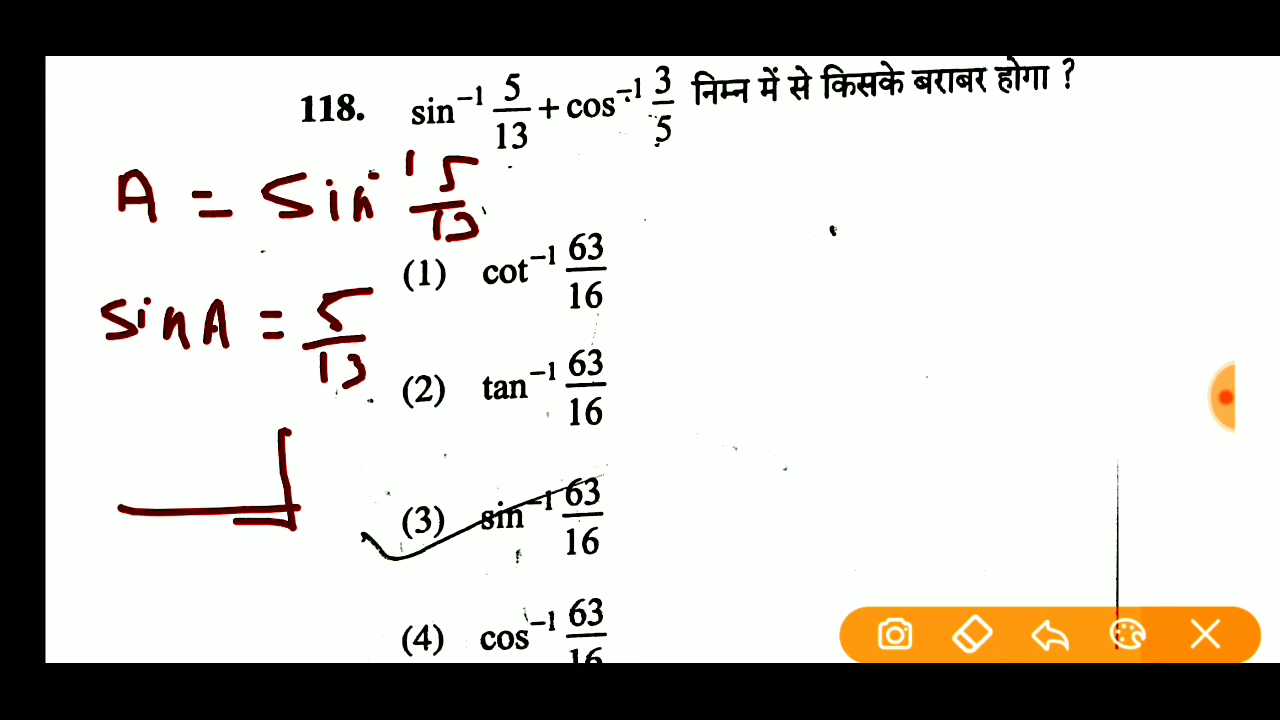 118. sin⁻¹ 5/13 + cos⁻¹ 3/5 निम्न में से किसके बराबर होगा ?
A = sin⁻¹ 5/13
(1) cot⁻¹ 63/16
sinA = 5/13
(2) tan⁻¹ 63/16
(3) sin⁻¹ 63/16
(4) cos⁻¹ 63/16